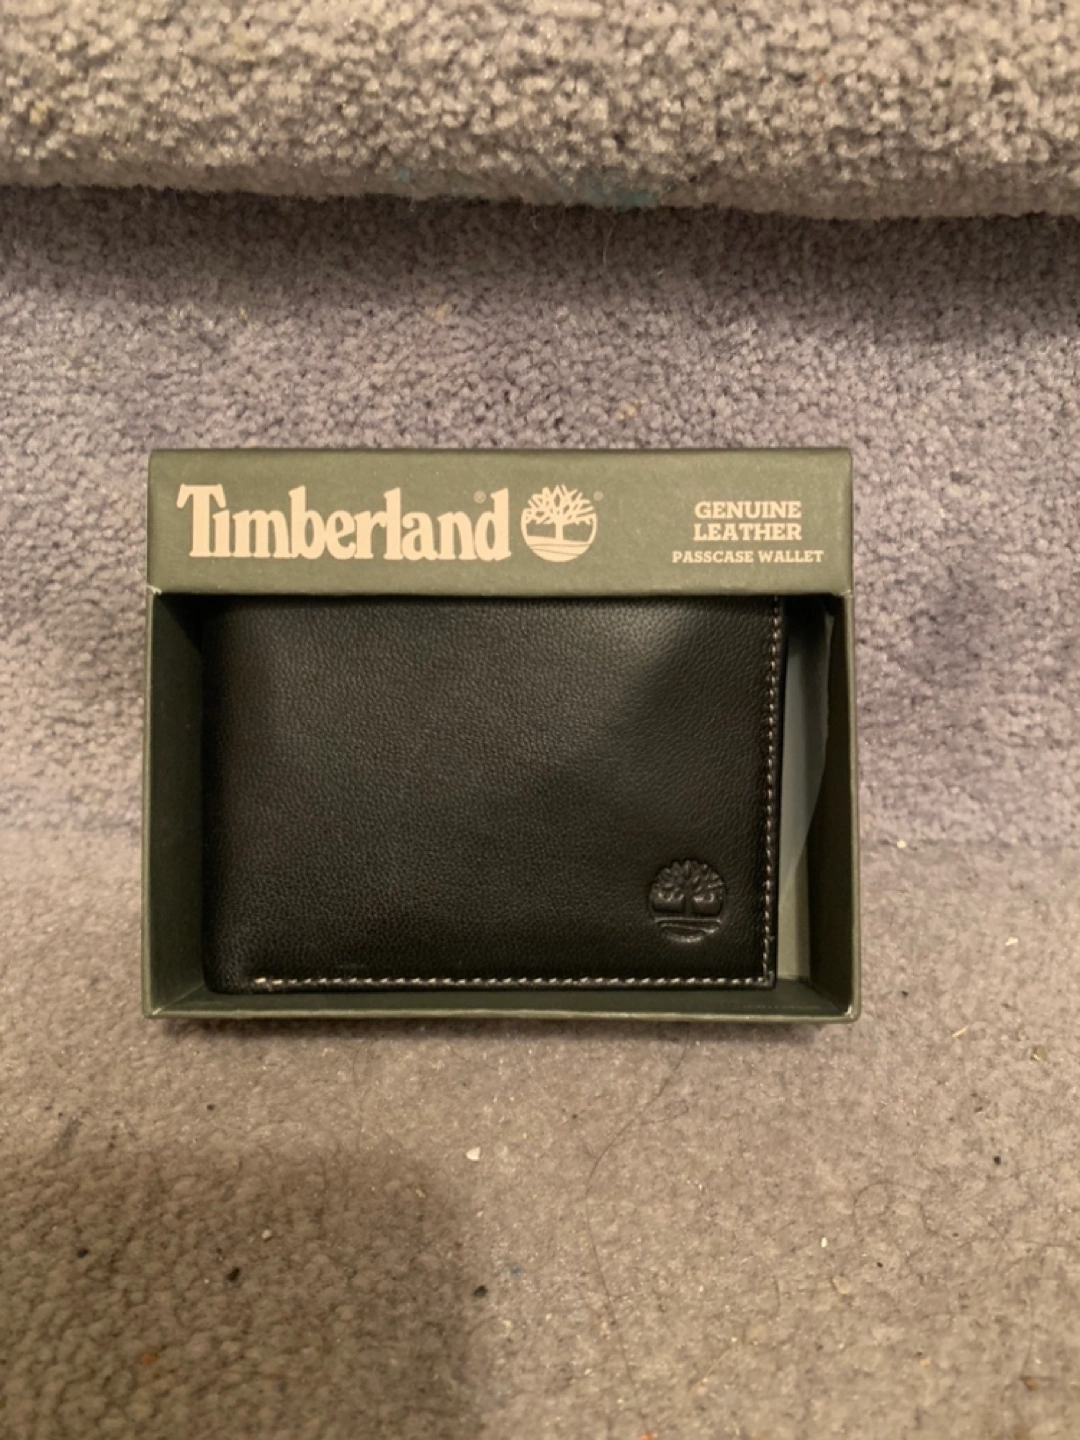 Timberland®
GENUINE
LEATHER
PASSCASE WALLET